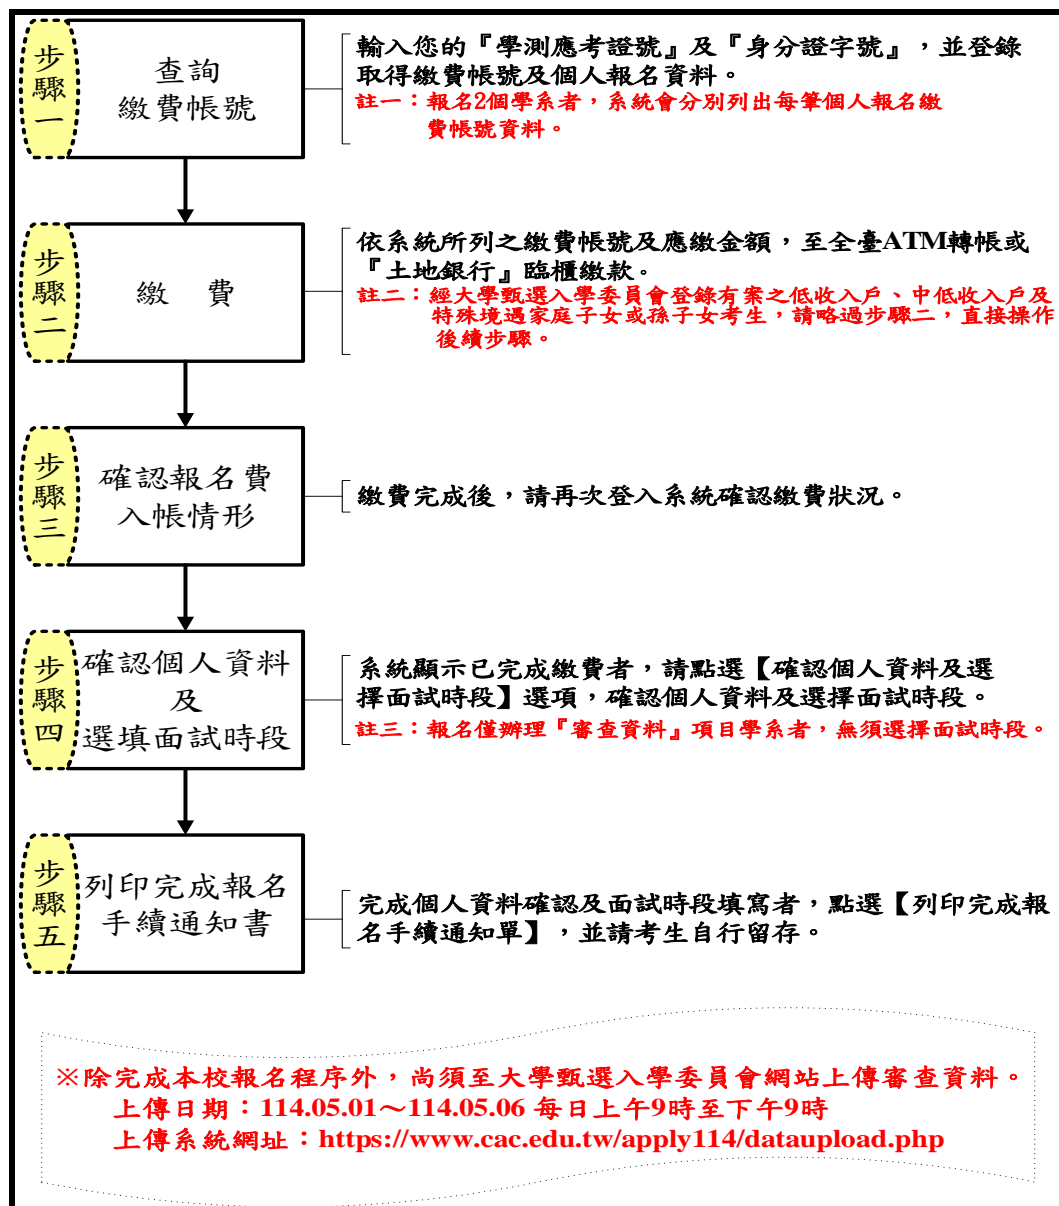 步驟一
查詢
繳費帳號
輸入您的『學測應考證號』及『身分證字號』，並登錄
取得繳費帳號及個人報名資料。
註一：報名2個學系者，系統會分別列出每筆個人報名繳
費帳號資料。
步驟二
繳　費
依系統所列之繳費帳號及應繳金額，至全臺ATM轉帳或
『土地銀行』臨櫃繳款。
註二：經大學甄選入學委員會登錄有案之低收入戶、中低收入戶及
特殊境遇家庭子女或孫子女考生，請略過步驟二，直接操作
後續步驟。
步驟三
確認報名費
入帳情形
繳費完成後，請再次登入系統確認繳費狀況。
步驟四
確認個人資料
及
選填面試時段
系統顯示已完成繳費者，請點選【確認個人資料及選
擇面試時段】選項，確認個人資料及選擇面試時段。
註三：報名僅辦理『審查資料』項目學系者，無須選擇面試時段。
步驟五
列印完成報名
手續通知書
完成個人資料確認及面試時段填寫者，點選【列印完成報
名手續通知單】，並請考生自行留存。
※除完成本校報名程序外，尚須至大學甄選入學委員會網站上傳審查資料。
上傳日期：114.05.01～114.05.06 每日上午9時至下午9時
上傳系統網址：https://www.cac.edu.tw/apply114/dataupload.php